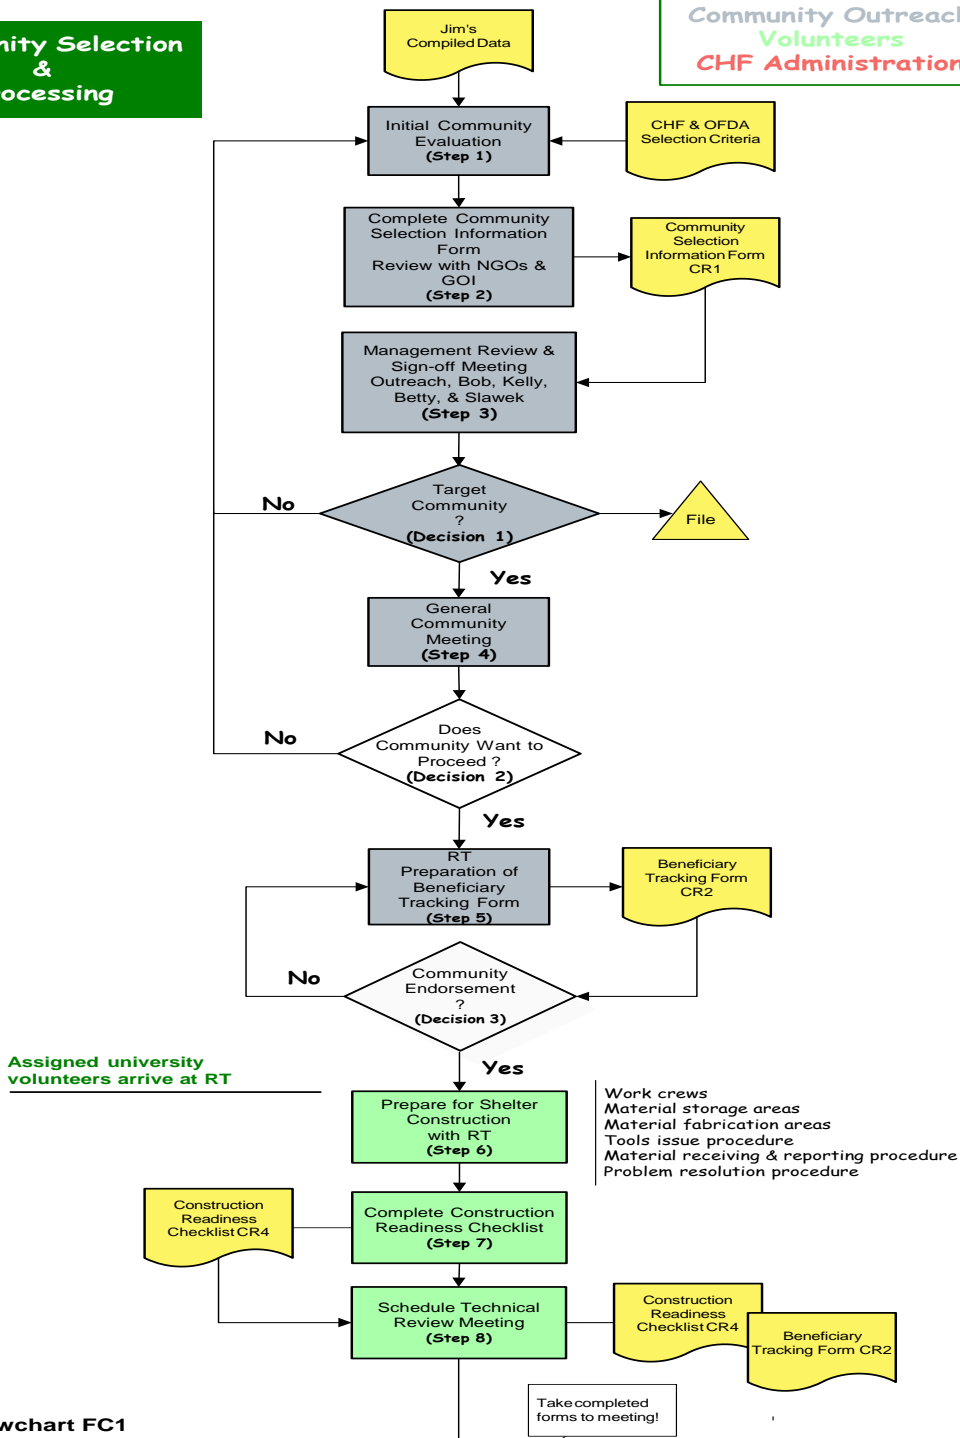 nity Selection
&
ocessing
Jim's
Compiled Data
Community Outreach
Volunteers
CHF Administration
Initial Community
Evaluation
(Step 1)
CHF & OFDA
Selection Criteria
Complete Community
Selection Information
Form
Review with NGOs &
GOI
(Step 2)
Community
Selection
Information Form
CR1
Management Review &
Sign-off Meeting
Outreach, Bob, Kelly,
Betty, & Slawek
(Step 3)
Target
Community
?
(Decision 1)
No
File
Yes
General
Community
Meeting
(Step 4)
Does
Community Want to
Proceed ?
(Decision 2)
No
Yes
RT
Preparation of
Beneficiary
Tracking Form
(Step 5)
Beneficiary
Tracking Form
CR2
Community
Endorsement
?
(Decision 3)
No
Yes
Assigned university
volunteers arrive at RT
Prepare for Shelter
Construction
with RT
(Step 6)
Work crews
Material storage areas
Material fabrication areas
Tools issue procedure
Material receiving & reporting procedure
Problem resolution procedure
Construction
Readiness
Checklist CR4
Complete Construction
Readiness Checklist
(Step 7)
Schedule Technical
Review Meeting
(Step 8)
Construction
Readiness
Checklist CR4
Beneficiary
Tracking Form CR2
Take completed
forms to meeting!
wchart FC1